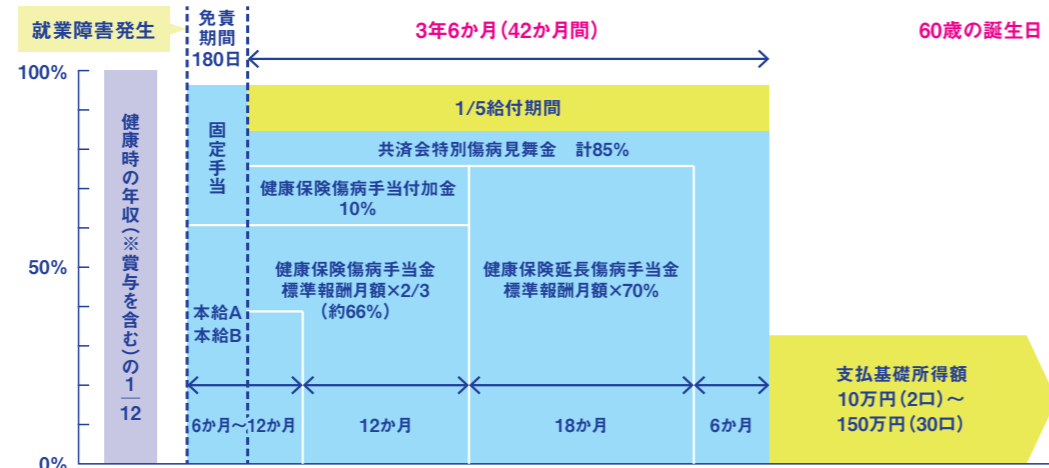 就業障害発生
免責
期間
180日
3年6か月(42か月間)
60歳の誕生日
100%
50%
0%
健康時の年収(※賞与を含む)の1/12
固定手当
1/5給付期間
共済会特別傷病見舞金 計85%
健康保険傷病手当付加金
10%
健康保険傷病手当金
標準報酬月額×2/3
(約66%)
健康保険延長傷病手当金
標準報酬月額×70%
本給A
本給B
6か月~12か月
12か月
18か月
6か月
支払基礎所得額
10万円(2口)~
150万円(30口)